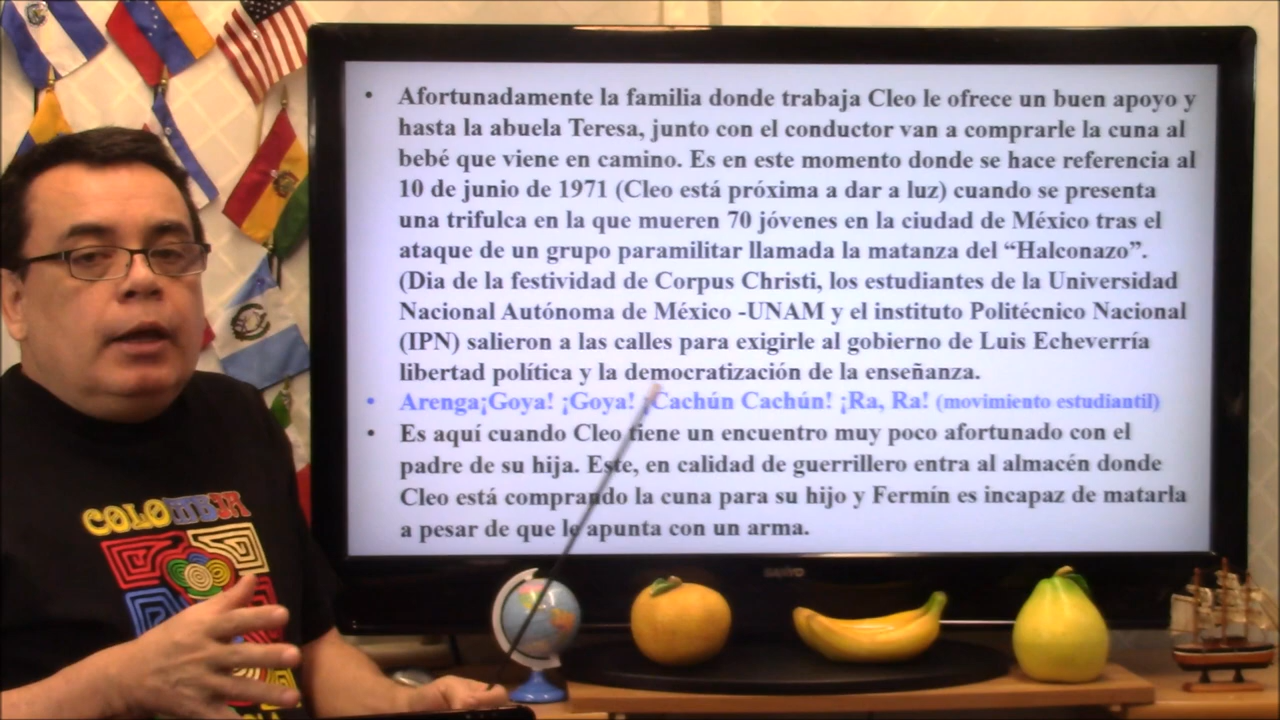 • Afortunadamente la familia donde trabaja Cleo le ofrece un buen apoyo y
hasta la abuela Teresa, junto con el conductor van a comprarle la cuna al
bebé que viene en camino. Es en este momento donde se hace referencia al
10 de junio de 1971 (Cleo está próxima a dar a luz) cuando se presenta
una trifulca en la que mueren 70 jóvenes en la ciudad de México tras el
ataque de un grupo paramilitar llamada la matanza del “Halconazo”.
(Dia de la festividad de Corpus Christi, los estudiantes de la Universidad
Nacional Autónoma de México -UNAM y el instituto Politécnico Nacional
(IPN) salieron a las calles para exigirle al gobierno de Luis Echeverría
libertad política y la democratización de la enseñanza.
• Arenga¡Goya! ¡Goya! ¡Cachún Cachún! ¡Ra, Ra! (movimiento estudiantil)
• Es aquí cuando Cleo tiene un encuentro muy poco afortunado con el
padre de su hija. Este, en calidad de guerrillero entra al almacén donde
Cleo está comprando la cuna para su hijo y Fermín es incapaz de matarla
a pesar de que le apunta con un arma.
SANYO
COLOMBIA